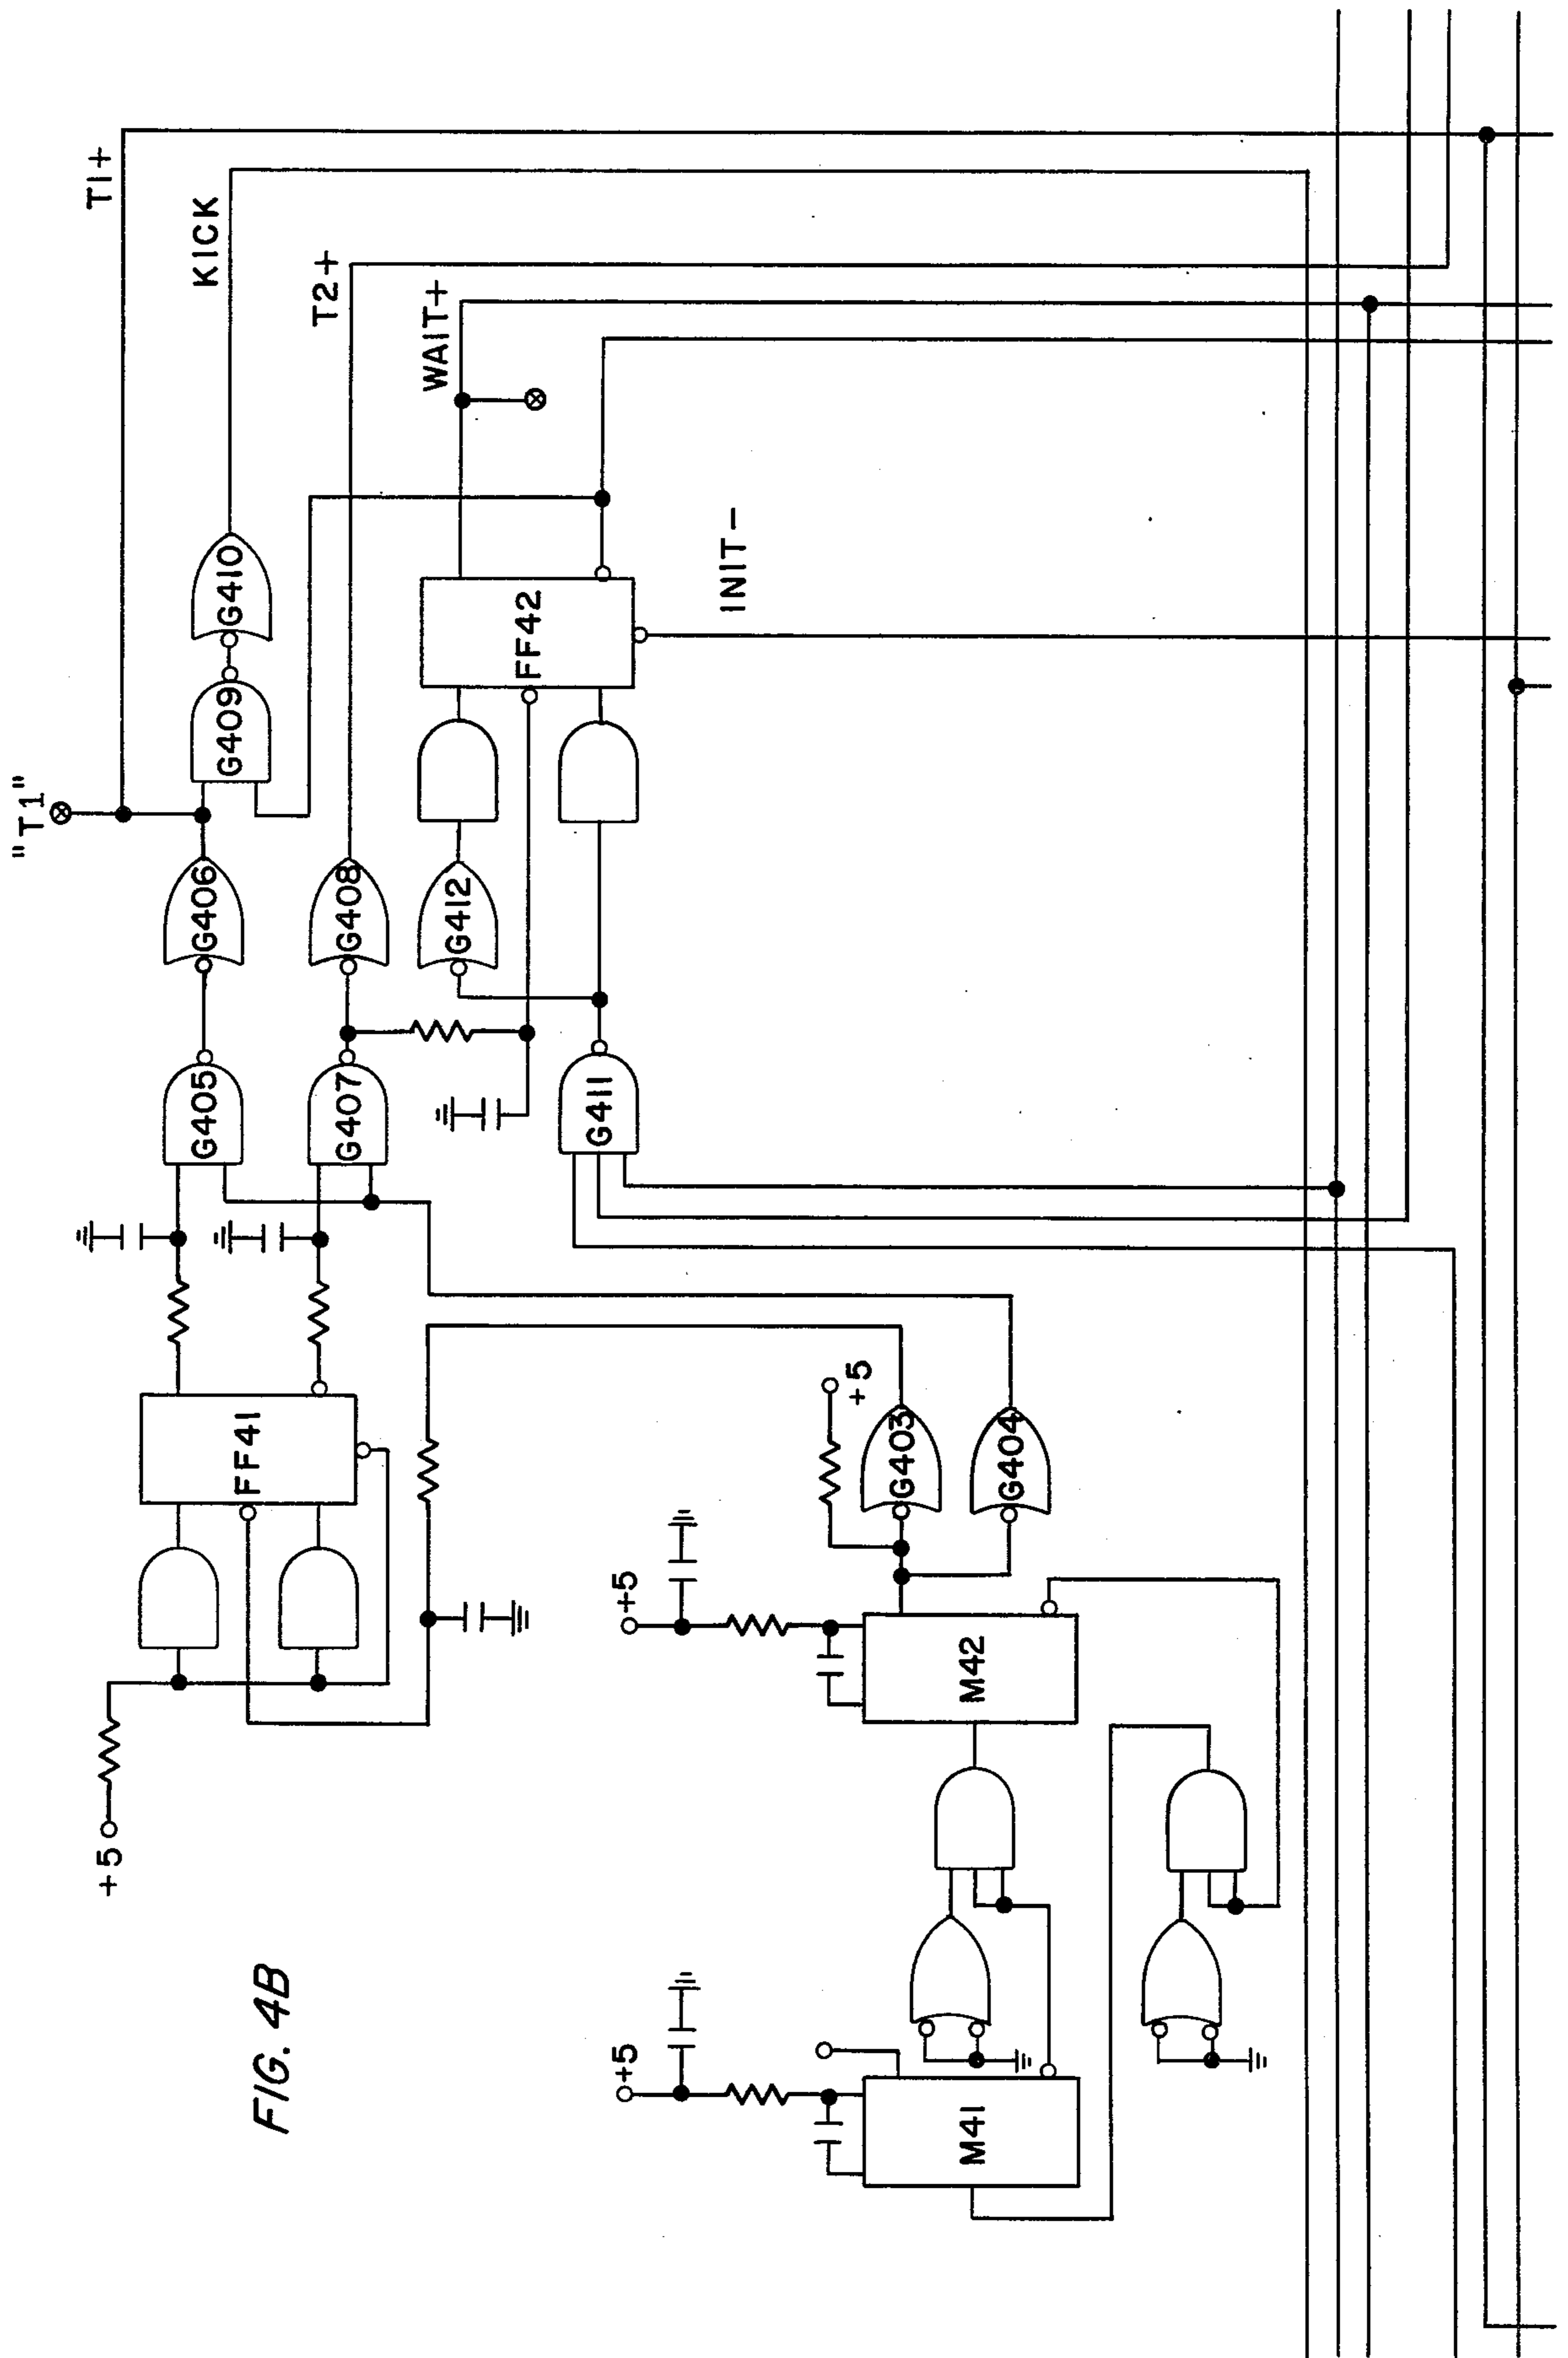 FIG. 4B
"T1"
T1+
KICK
T2+
WAIT+
INIT-
+5
FF41
G405
G406
G409
G410
G407
G408
G412
FF42
G411
+5
M41
+5
M42
+5
G403
G404